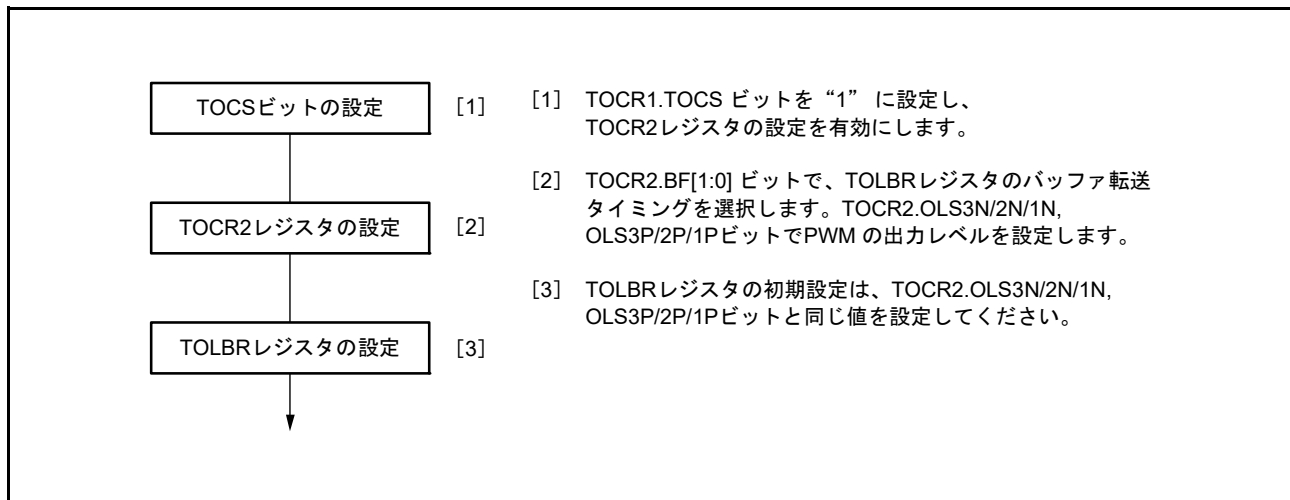 TOCSビットの設定 [1]
TOCR2レジスタの設定 [2]
TOLBRレジスタの設定 [3]
[1] TOCR1.TOCS ビットを“1” に設定し、
TOCR2レジスタの設定を有効にします。
[2] TOCR2.BF[1:0] ビットで、TOLBRレジスタのバッファ転送
タイミングを選択します。TOCR2.OLS3N/2N/1N,
OLS3P/2P/1PビットでPWM の出力レベルを設定します。
[3] TOLBRレジスタの初期設定は、TOCR2.OLS3N/2N/1N,
OLS3P/2P/1Pビットと同じ値を設定してください。